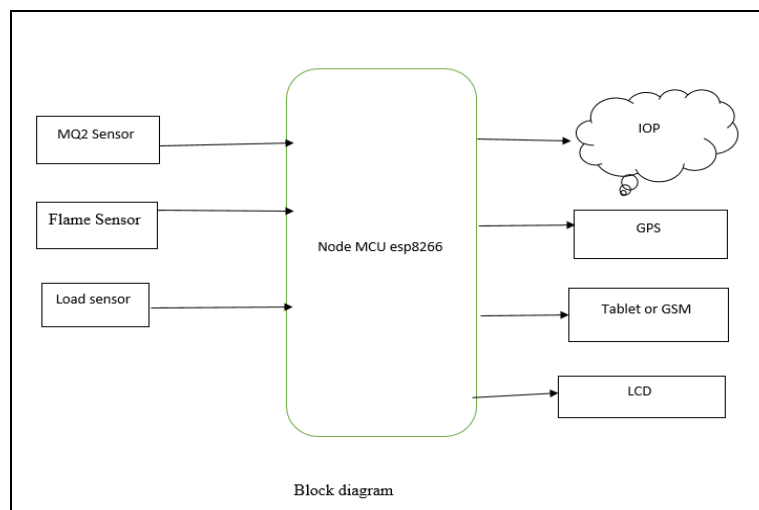 MQ2 Sensor
Flame Sensor
Load sensor
Node MCU esp8266
IOP
GPS
Tablet or GSM
LCD
Block diagram